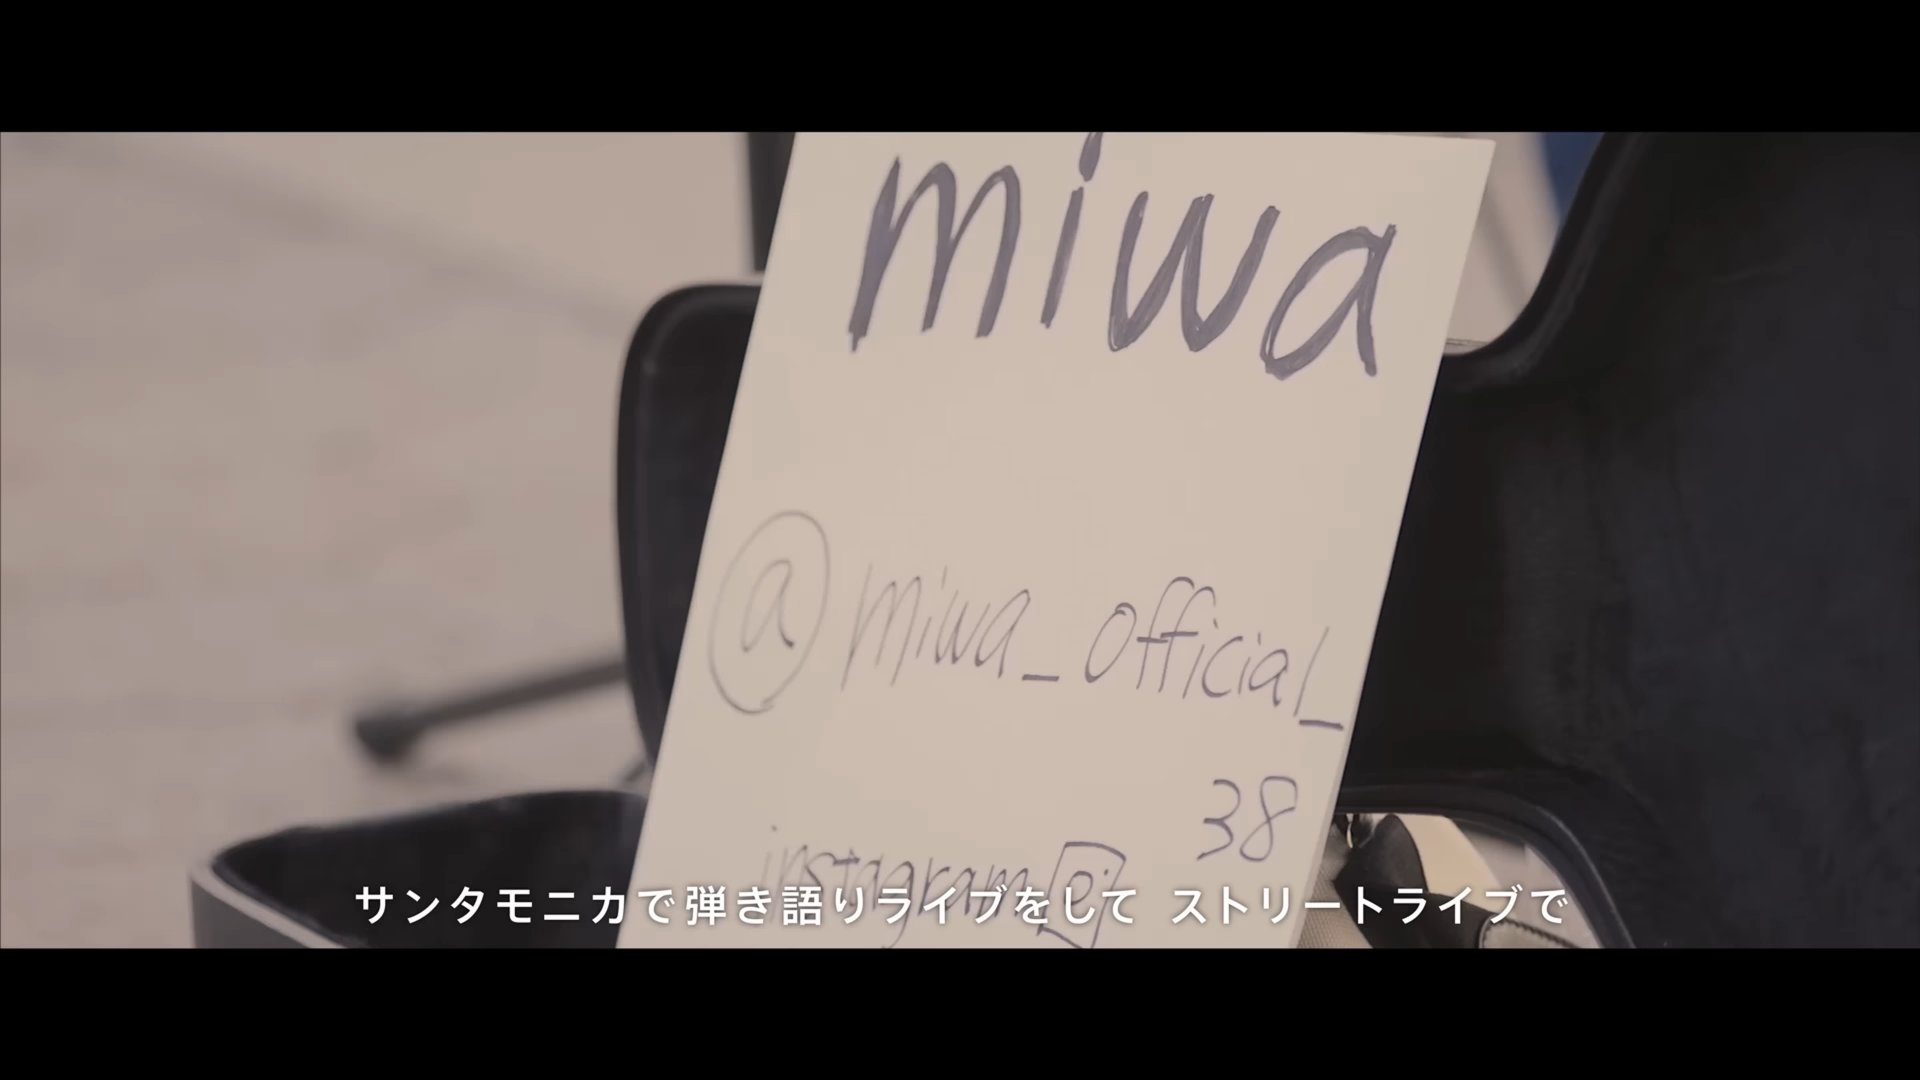 miwa
@miwa_official_
38
instagram
サンタモニカで弾き語りライブをして ストリートライブで